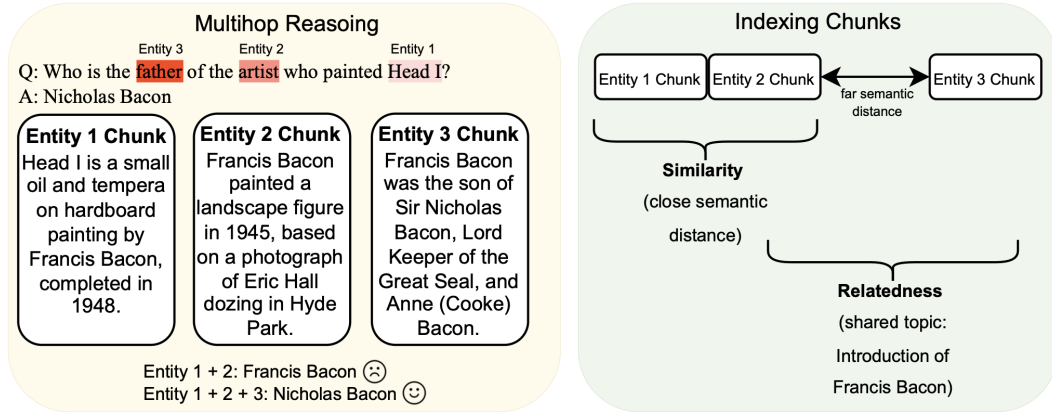 Multihop Reasoing
Entity 3
Entity 2
Entity 1
Q: Who is the father of the artist who painted Head I?
A: Nicholas Bacon
Entity 1 Chunk
Head I is a small
oil and tempera
on hardboard
painting by
Francis Bacon,
completed in
1948.
Entity 2 Chunk
Francis Bacon
painted a
landscape figure
in 1945, based
on a photograph
of Eric Hall
dozing in Hyde
Park.
Entity 3 Chunk
Francis Bacon
was the son of
Sir Nicholas
Bacon, Lord
Keeper of the
Great Seal, and
Anne (Cooke)
Bacon.
Entity 1 + 2: Francis Bacon
Entity 1 + 2 + 3: Nicholas Bacon
Indexing Chunks
Entity 1 Chunk
Entity 2 Chunk
far semantic
distance
Entity 3 Chunk
Similarity
(close semantic
distance)
Relatedness
(shared topic:
Introduction of
Francis Bacon)